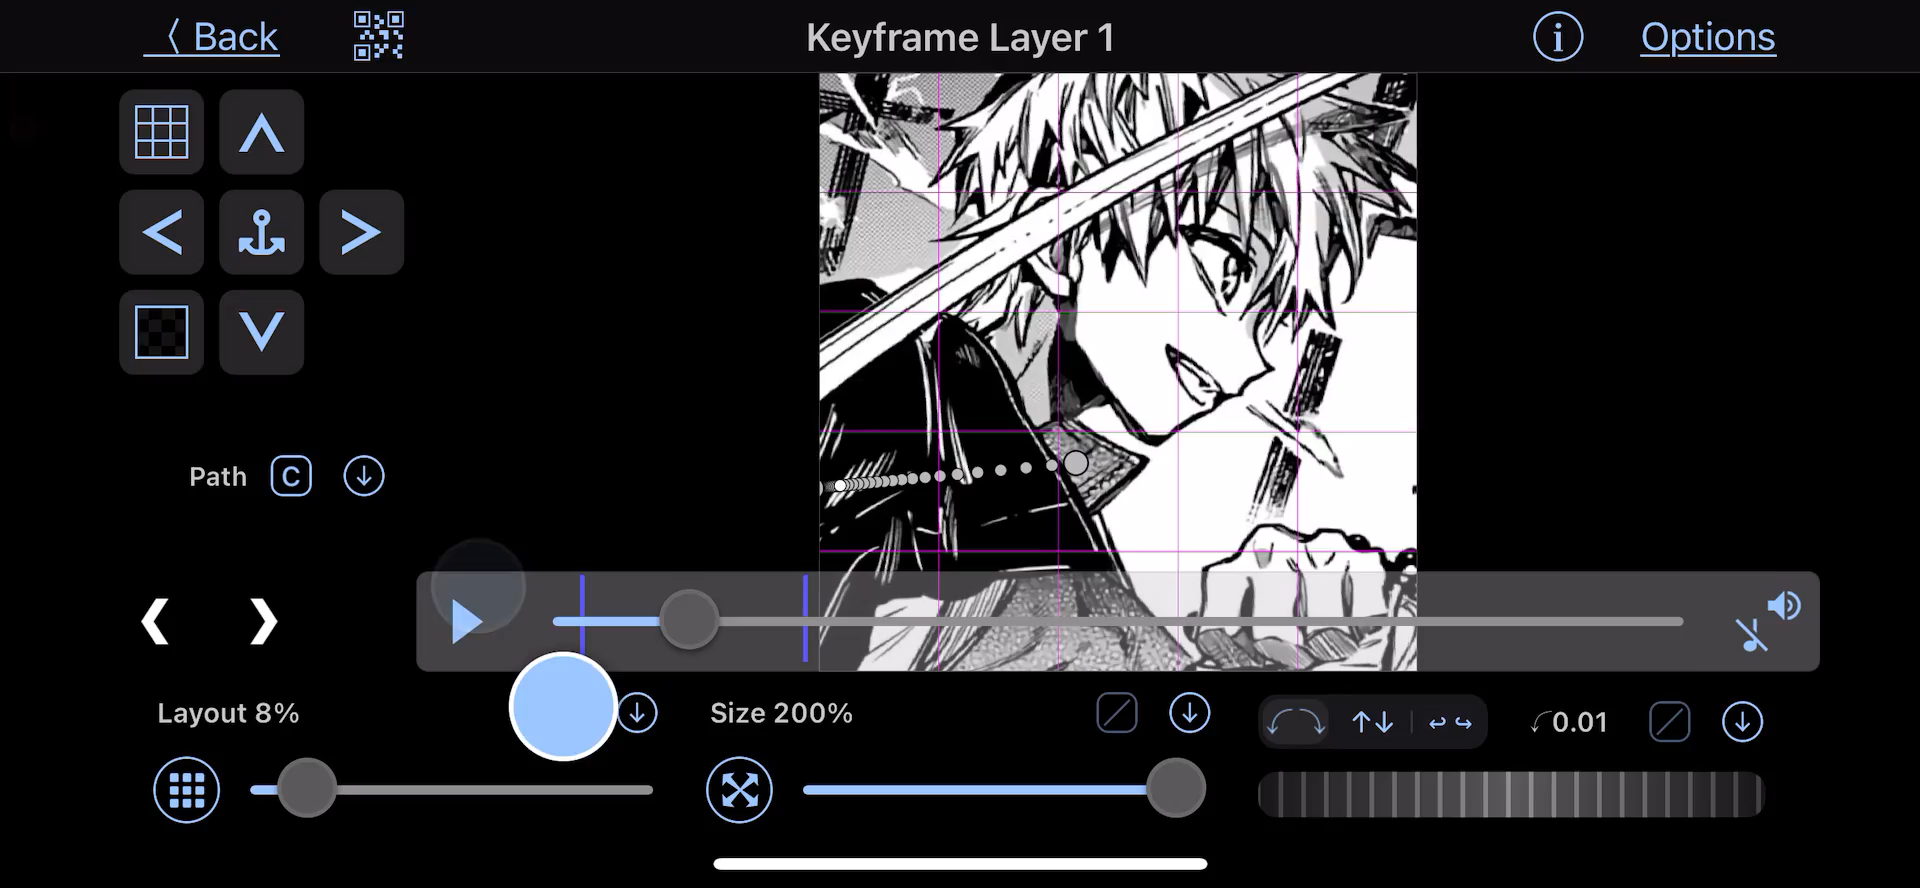 Back
Keyframe Layer 1
Options
Path C
Layout 8%
Size 200%
0.01